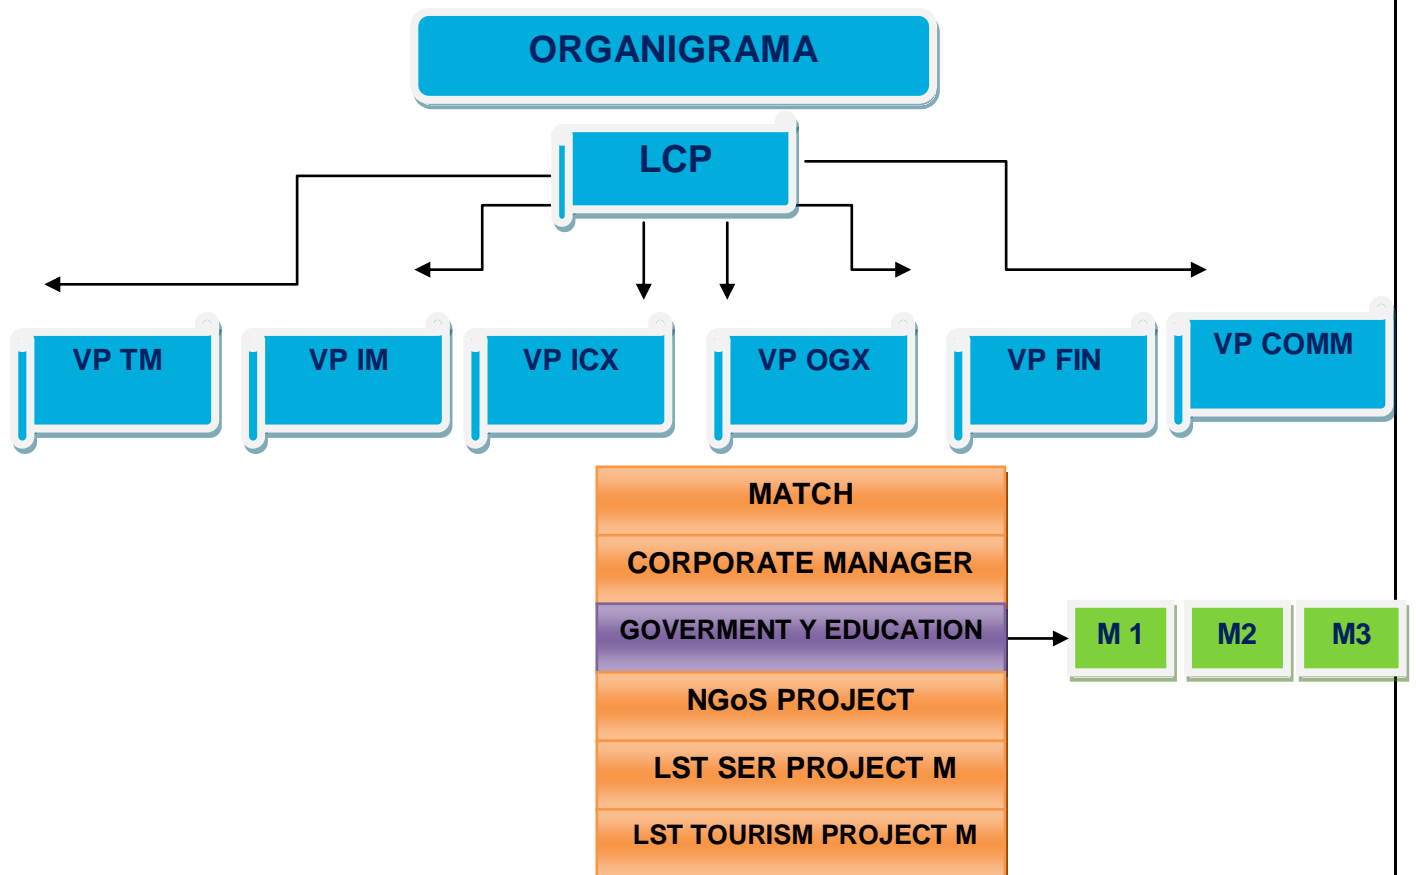 ORGANIGRAMA
LCP
VP TM
VP IM
VP ICX
VP OGX
VP FIN
VP COMM
MATCH
CORPORATE MANAGER
GOVERMENT Y EDUCATION
M 1
M2
M3
NGoS PROJECT
LST SER PROJECT M
LST TOURISM PROJECT M